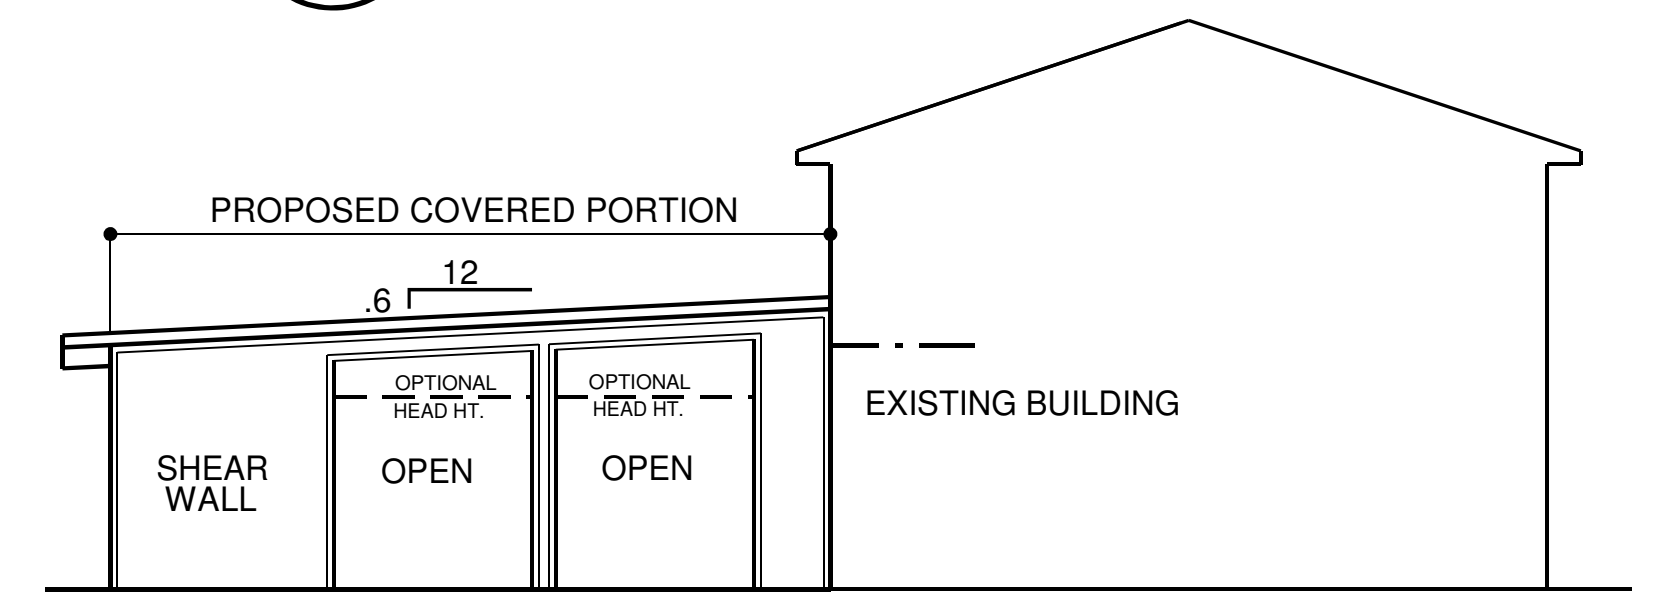 PROPOSED COVERED PORTION
12
.6
OPTIONAL
HEAD HT.
OPTIONAL
HEAD HT.
EXISTING BUILDING
SHEAR
WALL
OPEN
OPEN